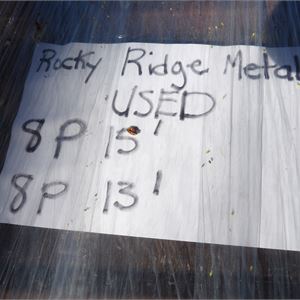 Rocky Ridge Metal
USED
8P 15'
8P 13'